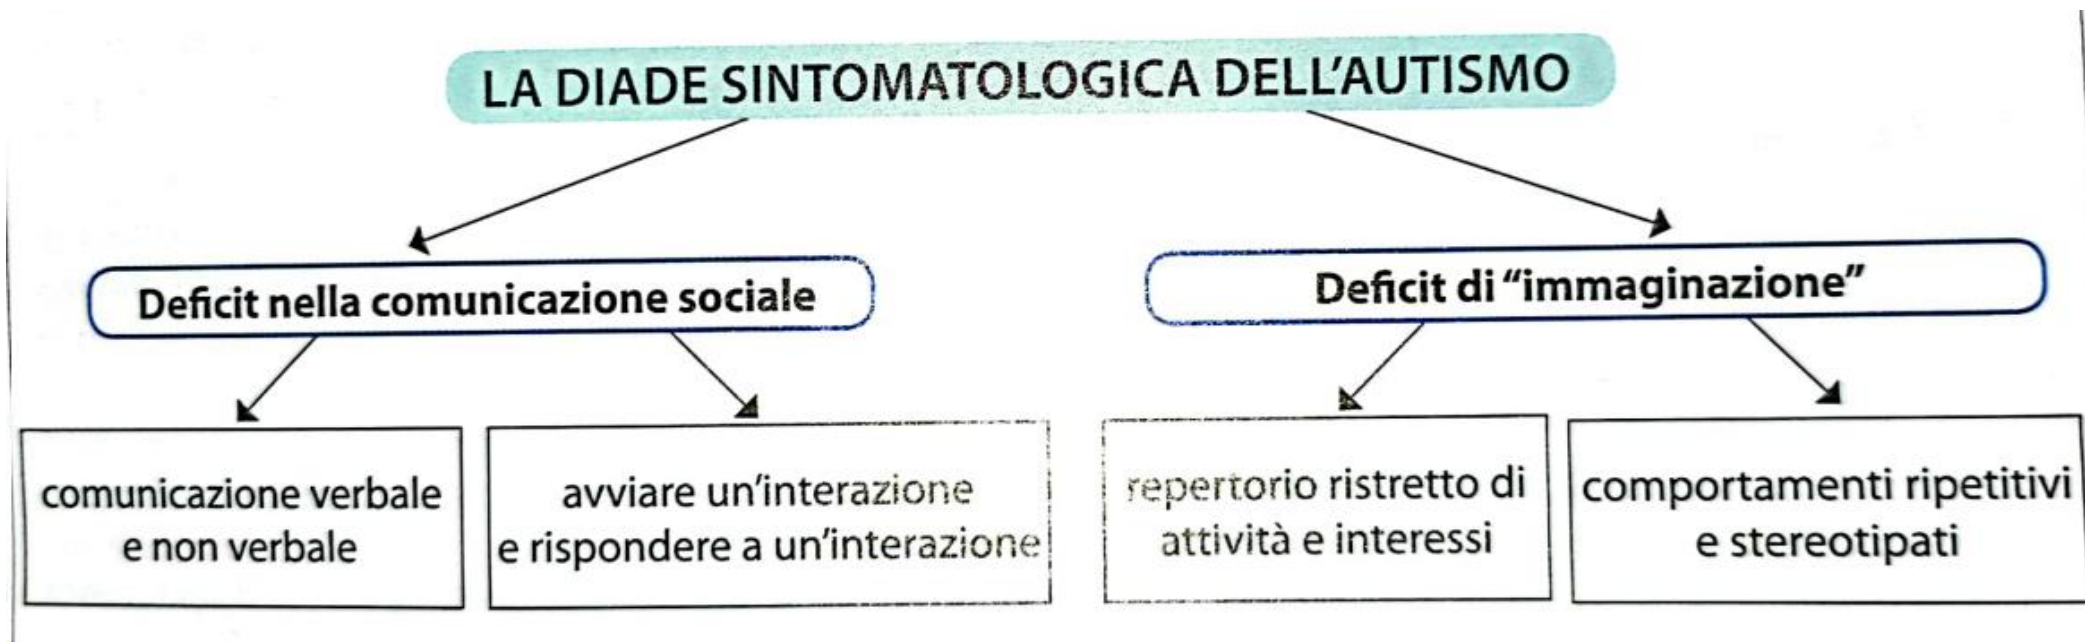 LA DIADE SINTOMATOLOGICA DELL'AUTISMO
Deficit nella comunicazione sociale
Deficit di “immaginazione”
comunicazione verbale
e non verbale
avviare un'interazione
e rispondere a un'interazione
repertorio ristretto di
attività e interessi
comportamenti ripetitivi
e stereotipati